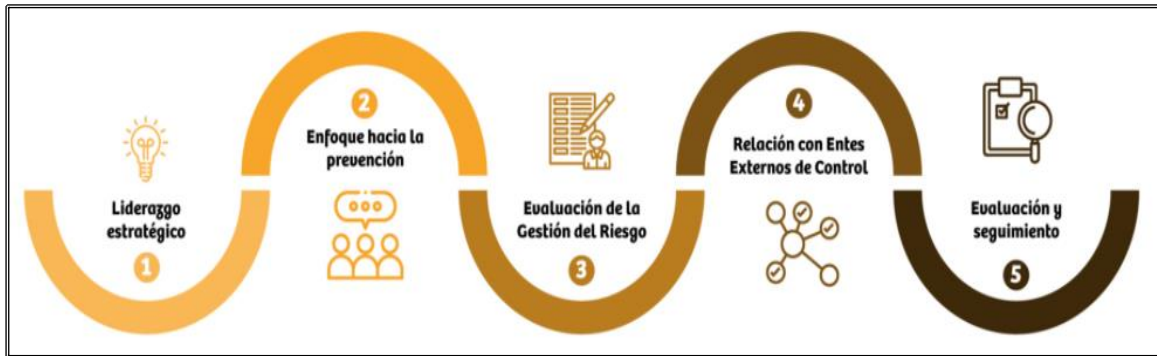 Liderazgo
estratégico
1
2
Enfoque hacia la
prevención
Evaluación de la
Gestión del Riesgo
3
4
Relación con Entes
Externos de Control
Evaluación y
seguimiento
5